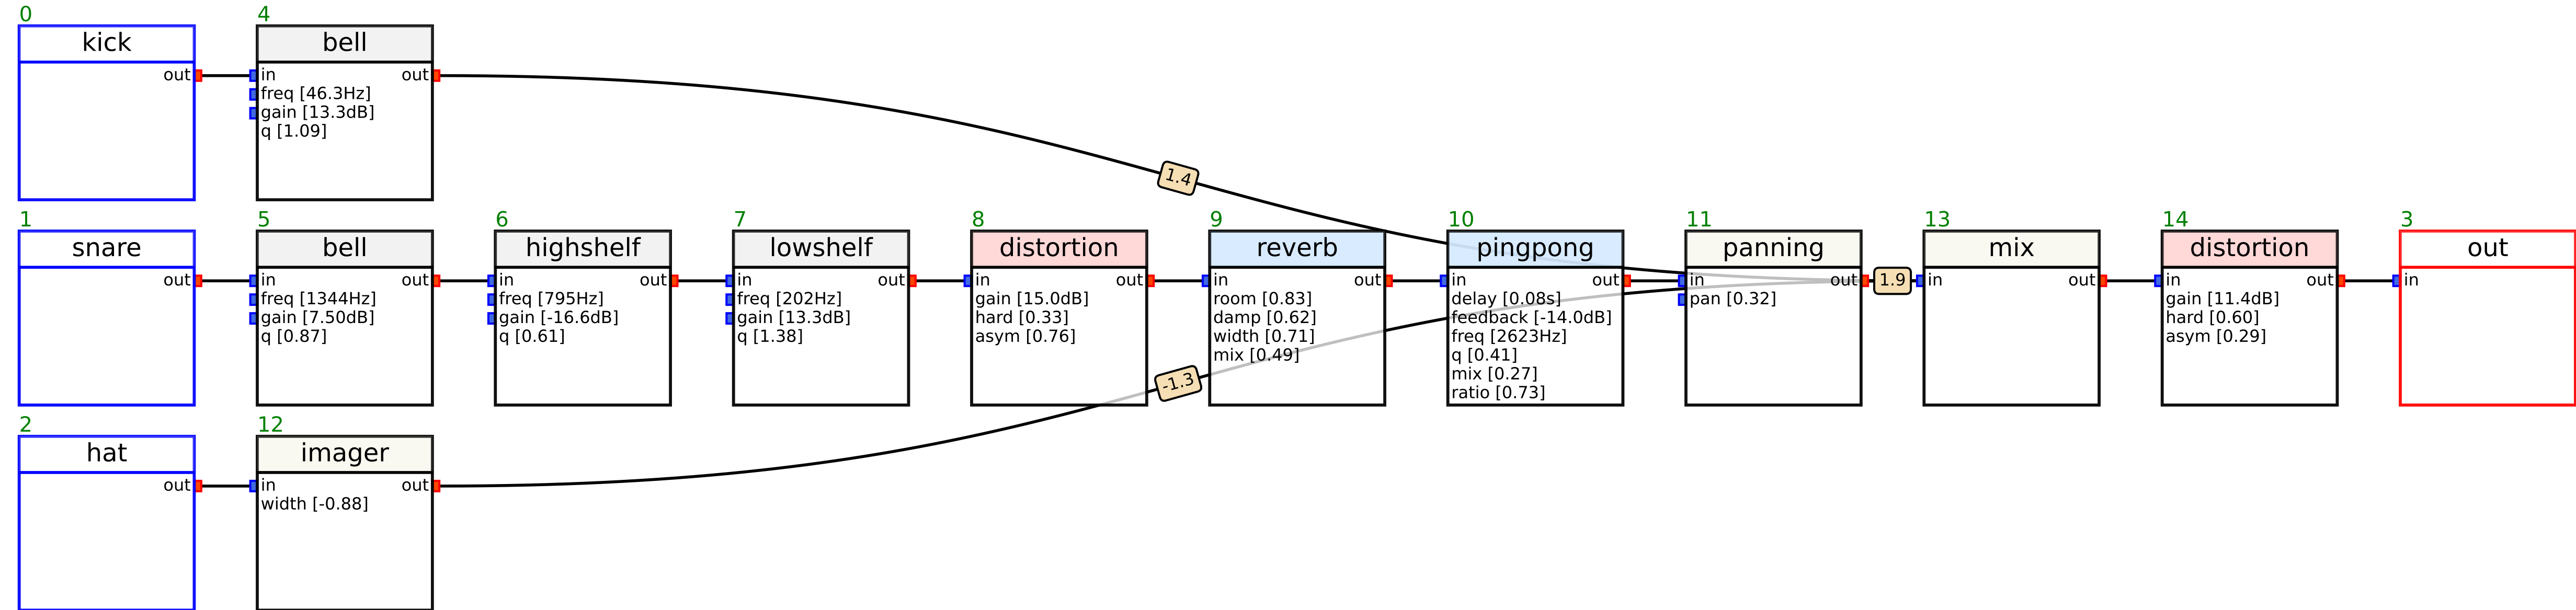 0
kick
out
4
bell
in out
freq [46.3Hz]
gain [13.3dB]
q [1.09]
1.4
1
snare
out
5
bell
in out
freq [1344Hz]
gain [7.50dB]
q [0.87]
6
highshelf
in out
freq [795Hz]
gain [-16.6dB]
q [0.61]
7
lowshelf
in out
freq [202Hz]
gain [13.3dB]
q [1.38]
8
distortion
in out
gain [15.0dB]
hard [0.33]
asym [0.76]
9
reverb
in out
room [0.83]
damp [0.62]
width [0.71]
mix [0.49]
10
pingpong
in out
delay [0.08s]
feedback [-14.0dB]
freq [2623Hz]
q [0.41]
mix [0.27]
ratio [0.73]
11
panning
in out
pan [0.32]
1.9
13
mix
in out
14
distortion
in out
gain [11.4dB]
hard [0.60]
asym [0.29]
3
out
in
-1.3
2
hat
out
12
imager
in out
width [-0.88]